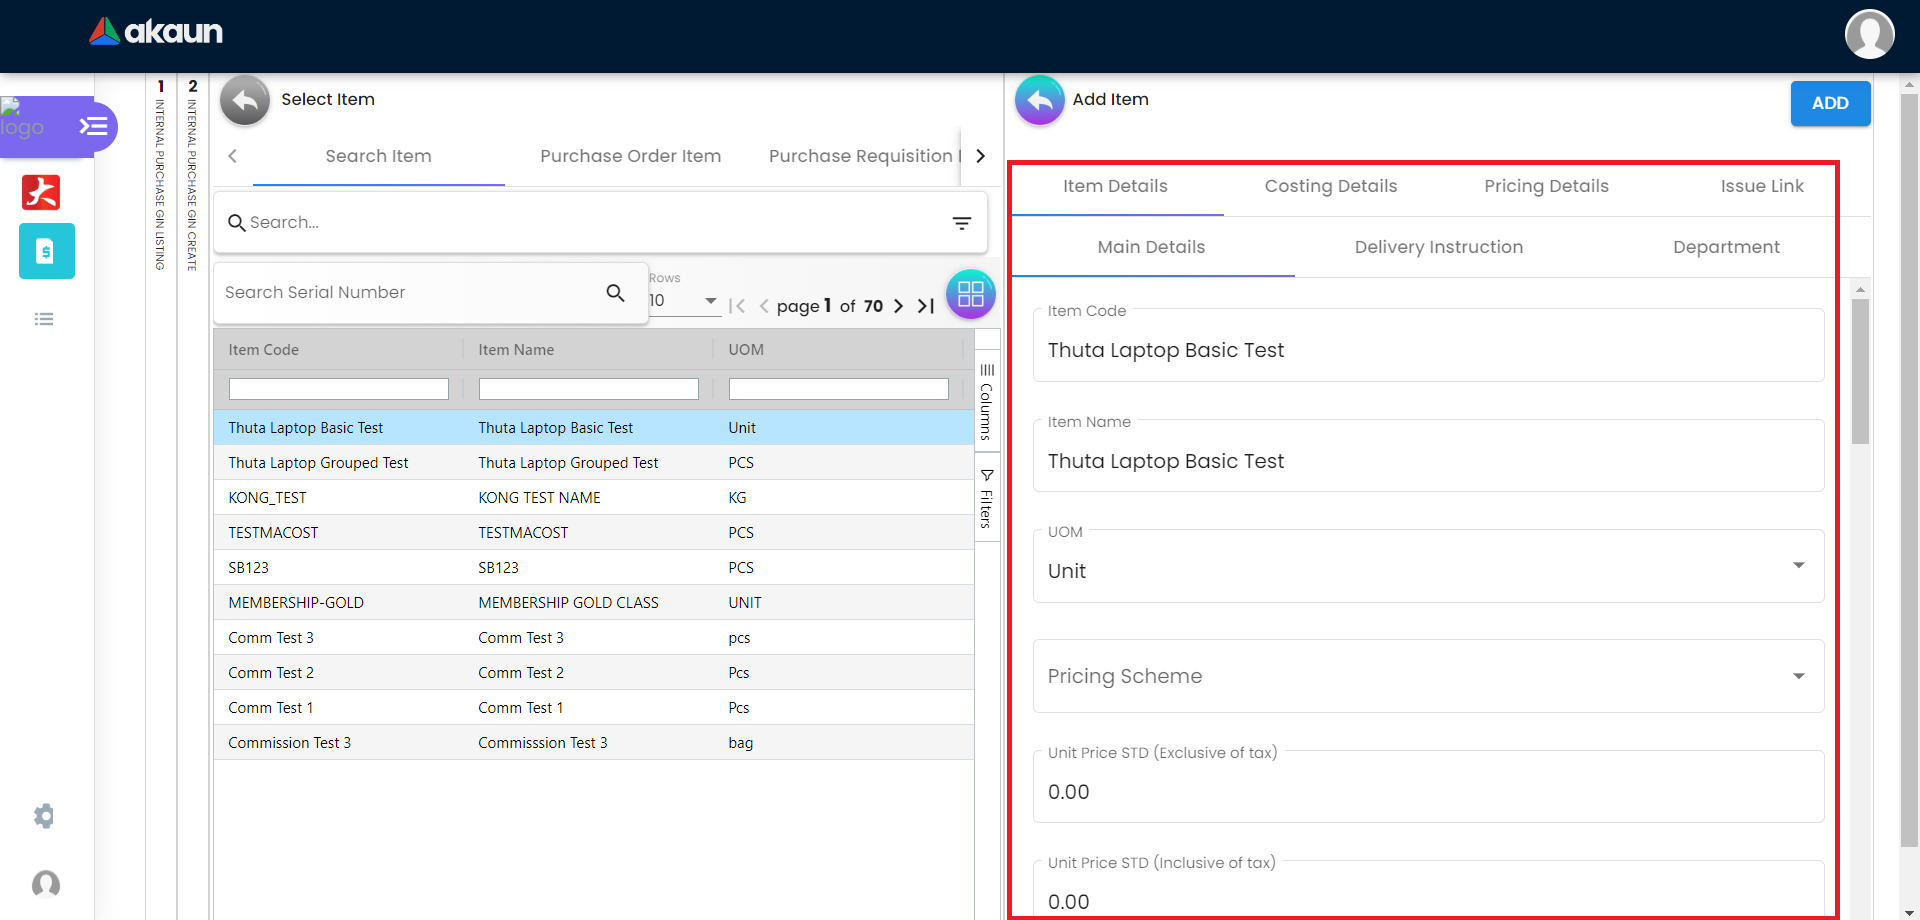 akaun
logo
1 INTERNAL PURCHASE GIN LISTING
2 INTERNAL PURCHASE GIN CREATE
Select Item
Search Item Purchase Order Item Purchase Requisition
Search...
Search Serial Number
Rows
10
page 1 of 70
Item Code Item Name UOM
Thuta Laptop Basic Test Thuta Laptop Basic Test Unit
Thuta Laptop Grouped Test Thuta Laptop Grouped Test PCS
KONG_TEST KONG TEST NAME KG
TESTMACOST TESTMACOST PCS
SB123 SB123 PCS
MEMBERSHIP-GOLD MEMBERSHIP GOLD CLASS UNIT
Comm Test 3 Comm Test 3 pcs
Comm Test 2 Comm Test 2 Pcs
Comm Test 1 Comm Test 1 Pcs
Commission Test 3 Commisssion Test 3 bag
Columns
Filters
Add Item
ADD
Item Details Costing Details Pricing Details Issue Link
Main Details Delivery Instruction Department
Item Code
Thuta Laptop Basic Test
Item Name
Thuta Laptop Basic Test
UOM
Unit
Pricing Scheme
Unit Price STD (Exclusive of tax)
0.00
Unit Price STD (Inclusive of tax)
0.00